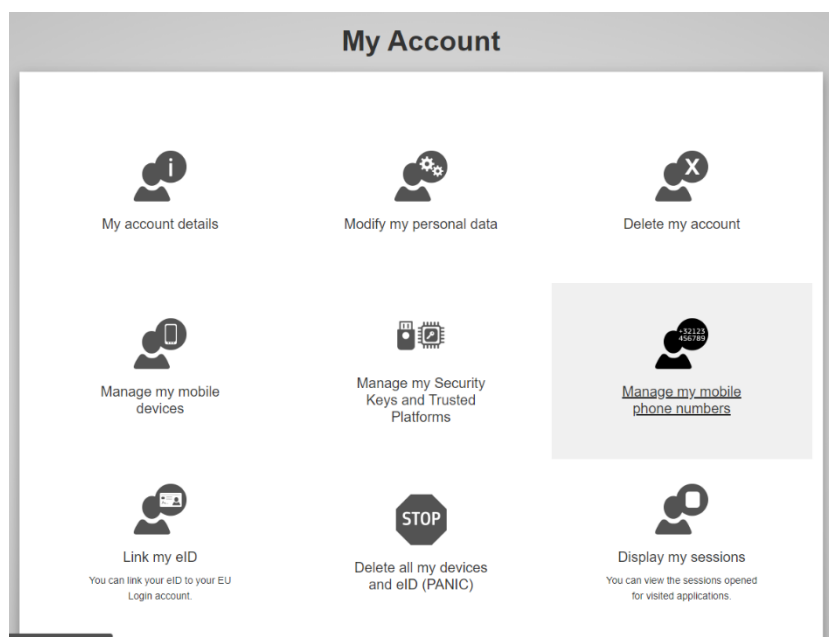 My Account
i
X
My account details
Modify my personal data
Delete my account
+32123
456789
Manage my mobile
devices
Manage my Security
Keys and Trusted
Platforms
Manage my mobile
phone numbers
STOP
Link my eID
You can link your eID to your EU
Login account.
Delete all my devices
and eID (PANIC)
Display my sessions
You can view the sessions opened
for visited applications.